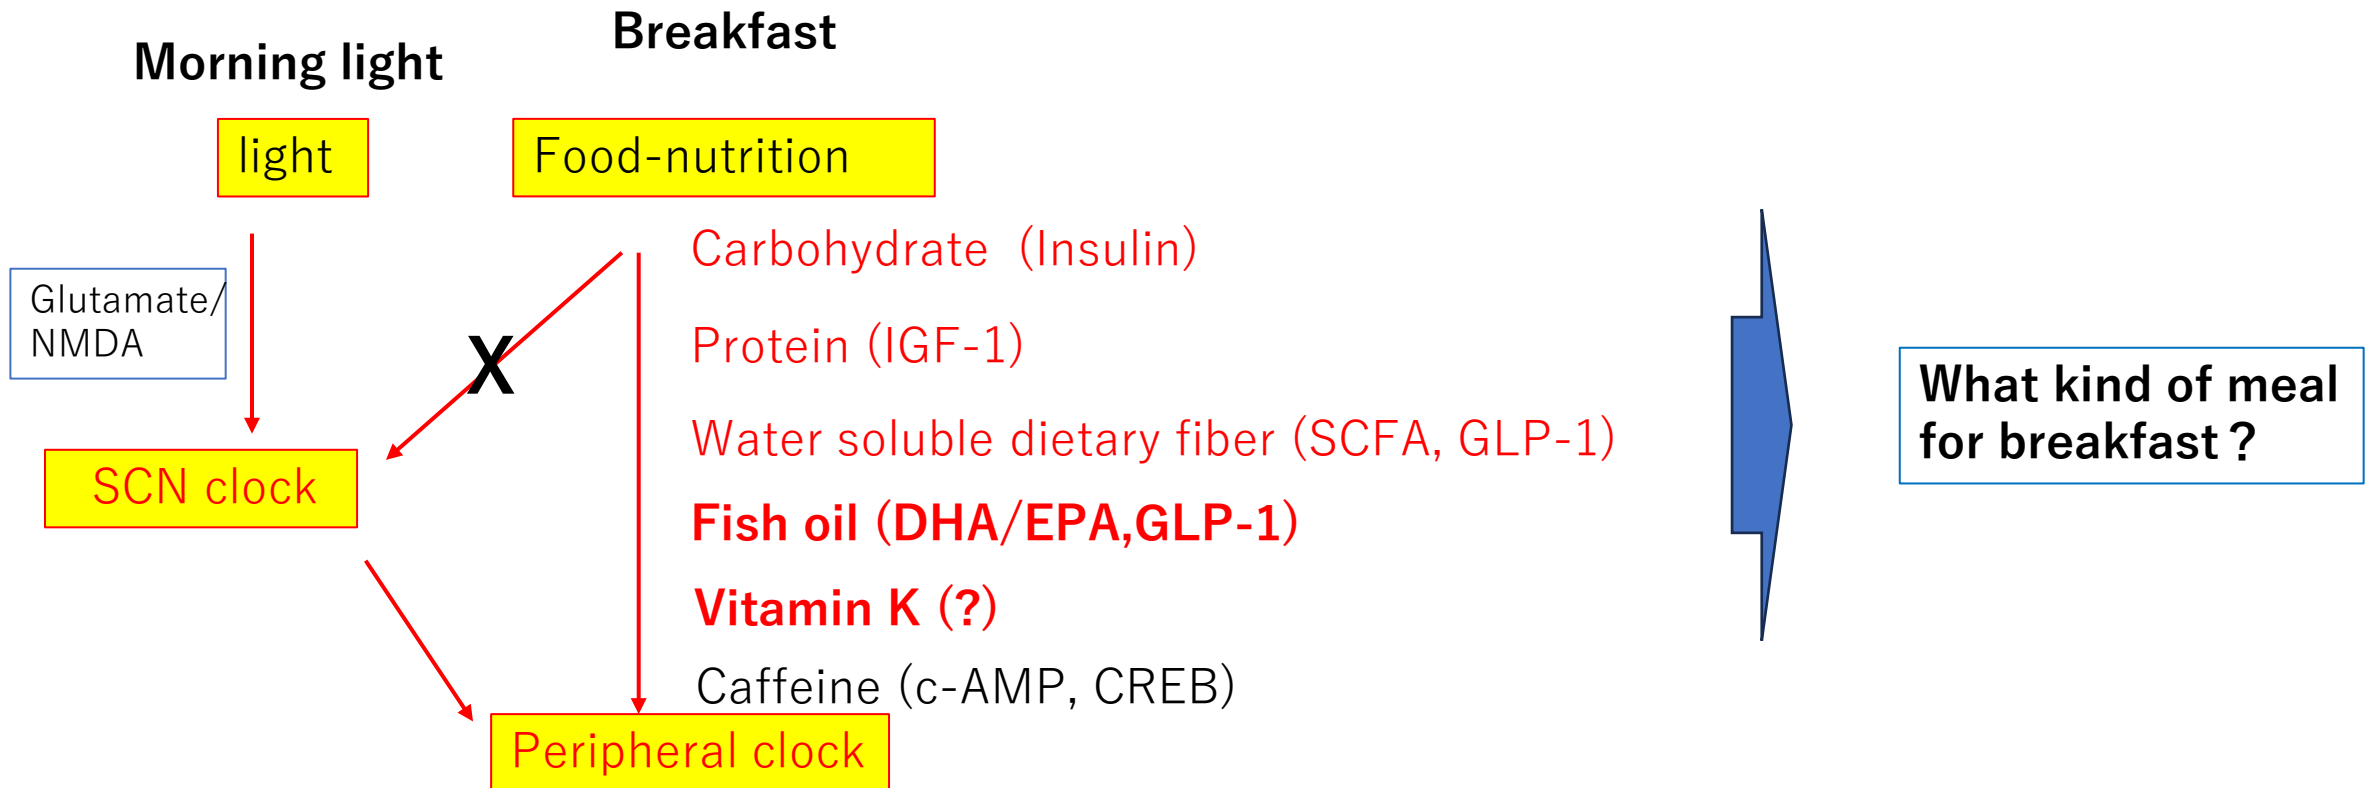 Morning light
Breakfast
light
Food-nutrition
Glutamate/
NMDA
X
SCN clock
Carbohydrate (Insulin)
Protein (IGF-1)
Water soluble dietary fiber (SCFA, GLP-1)
Fish oil (DHA/EPA,GLP-1)
Vitamin K (?)
Caffeine (c-AMP, CREB)
Peripheral clock
What kind of meal
for breakfast？